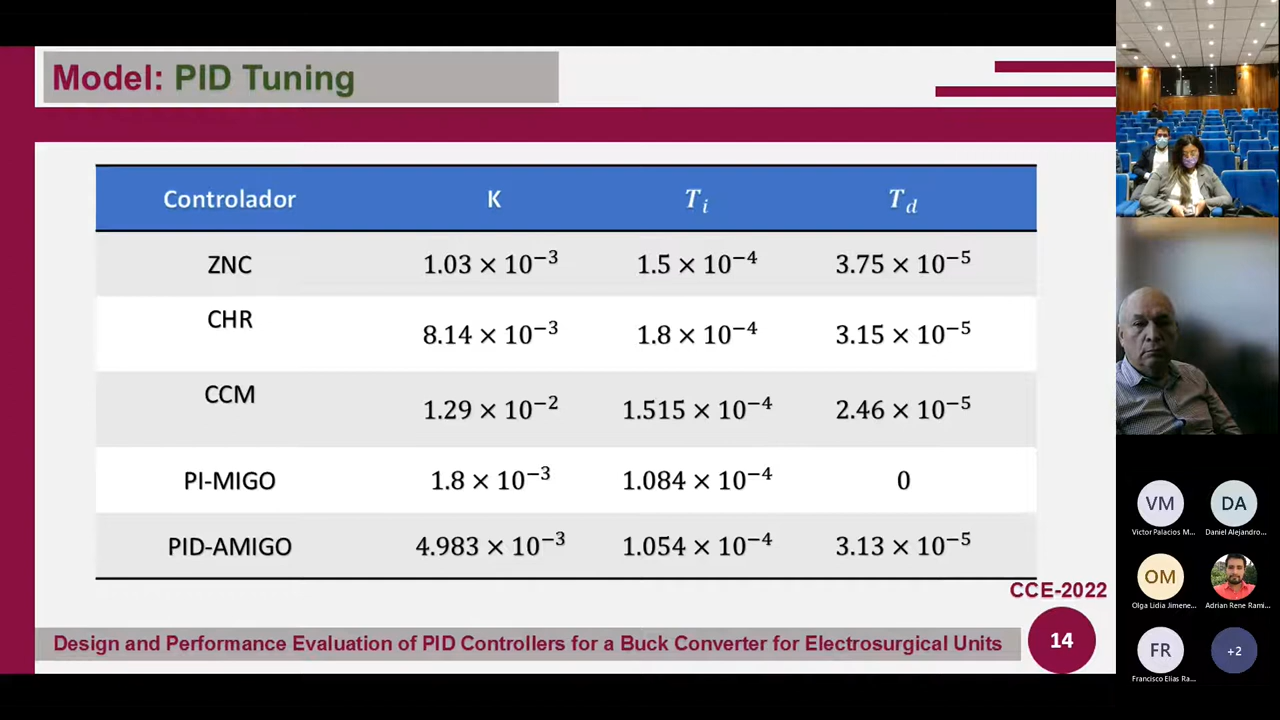 Model: PID Tuning
Controlador K T_i T_d
ZNC 1.03 × 10⁻³ 1.5 × 10⁻⁴ 3.75 × 10⁻⁵
CHR 8.14 × 10⁻³ 1.8 × 10⁻⁴ 3.15 × 10⁻⁵
CCM 1.29 × 10⁻² 1.515 × 10⁻⁴ 2.46 × 10⁻⁵
PI-MIGO 1.8 × 10⁻³ 1.084 × 10⁻⁴ 0
PID-AMIGO 4.983 × 10⁻³ 1.054 × 10⁻⁴ 3.13 × 10⁻⁵
CCE-2022
Design and Performance Evaluation of PID Controllers for a Buck Converter for Electrosurgical Units 14
VM DA
Victor Palacios M... Daniel Alejandro...
OM
Olga Lidia Jimene... Adrian Rene Rami...
FR +2
Francisco Elias Ra...